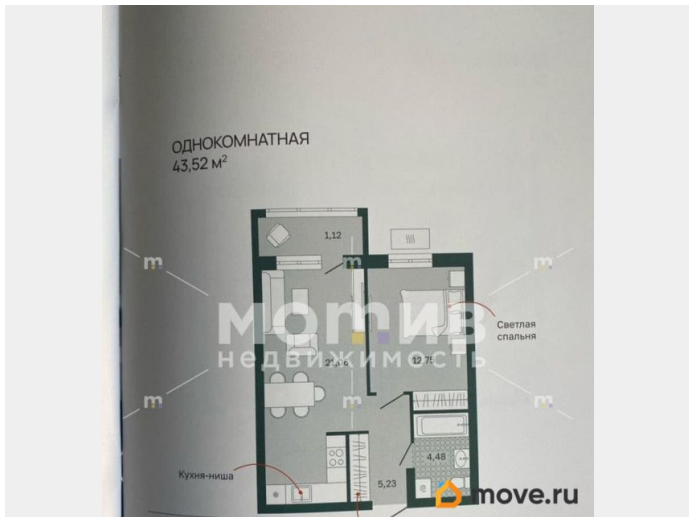 ОДНОКОМНАТНАЯ
43,52 м²
1,12
m m
Светлая
спальня
мотив
недвижимость
12,75
m m m
4,48
Кухня-ниша
5,23
move.ru